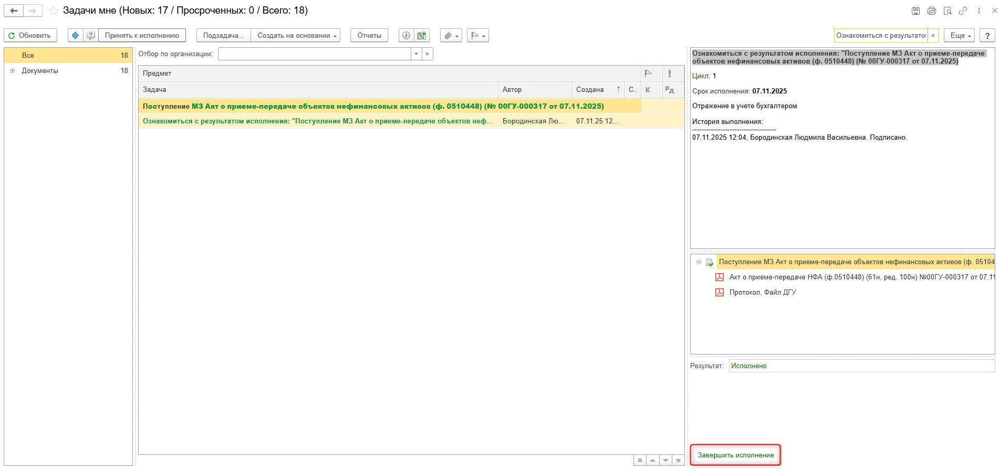 Задачи мне (Новых: 17 / Просроченных: 0 / Всего: 18)
Обновить
Принять к исполнению
Подзадача...
Создать на основании
Отчеты
Ознакомиться с результато
Еще
?
Все 18
Документы 18
Отбор по организации:
Предмет
Задача Автор Создана ↑ С.. К Рд
Поступление МЗ Акт о приеме-передаче объектов нефинансовых активов (ф. 0510448) (№ 00ГУ-000317 от 07.11.2025)
Ознакомиться с результатом исполнения: "Поступление МЗ Акт о приеме-передаче объектов неф... Бородинская Лю... 07.11.25 12...
Ознакомиться с результатом исполнения: "Поступление МЗ Акт о приеме-передаче
объектов нефинансовых активов (ф. 0510448) (№ 00ГУ-000317 от 07.11.2025)
Цикл: 1
Срок исполнения: 07.11.2025
Отражение в учете бухгалтером
История выполнения:
------------------------------------
07.11.2025 12:04, Бородинская Людмила Васильевна. Подписано.
Поступление МЗ Акт о приеме-передаче объектов нефинансовых активов (ф. 05104
Акт о приеме-передаче НФА (ф.0510448) (61н, ред. 100н) №00ГУ-000317 от 07.11
Протокол, Файл ДГУ
Результат: Исполнено
Завершить исполнение